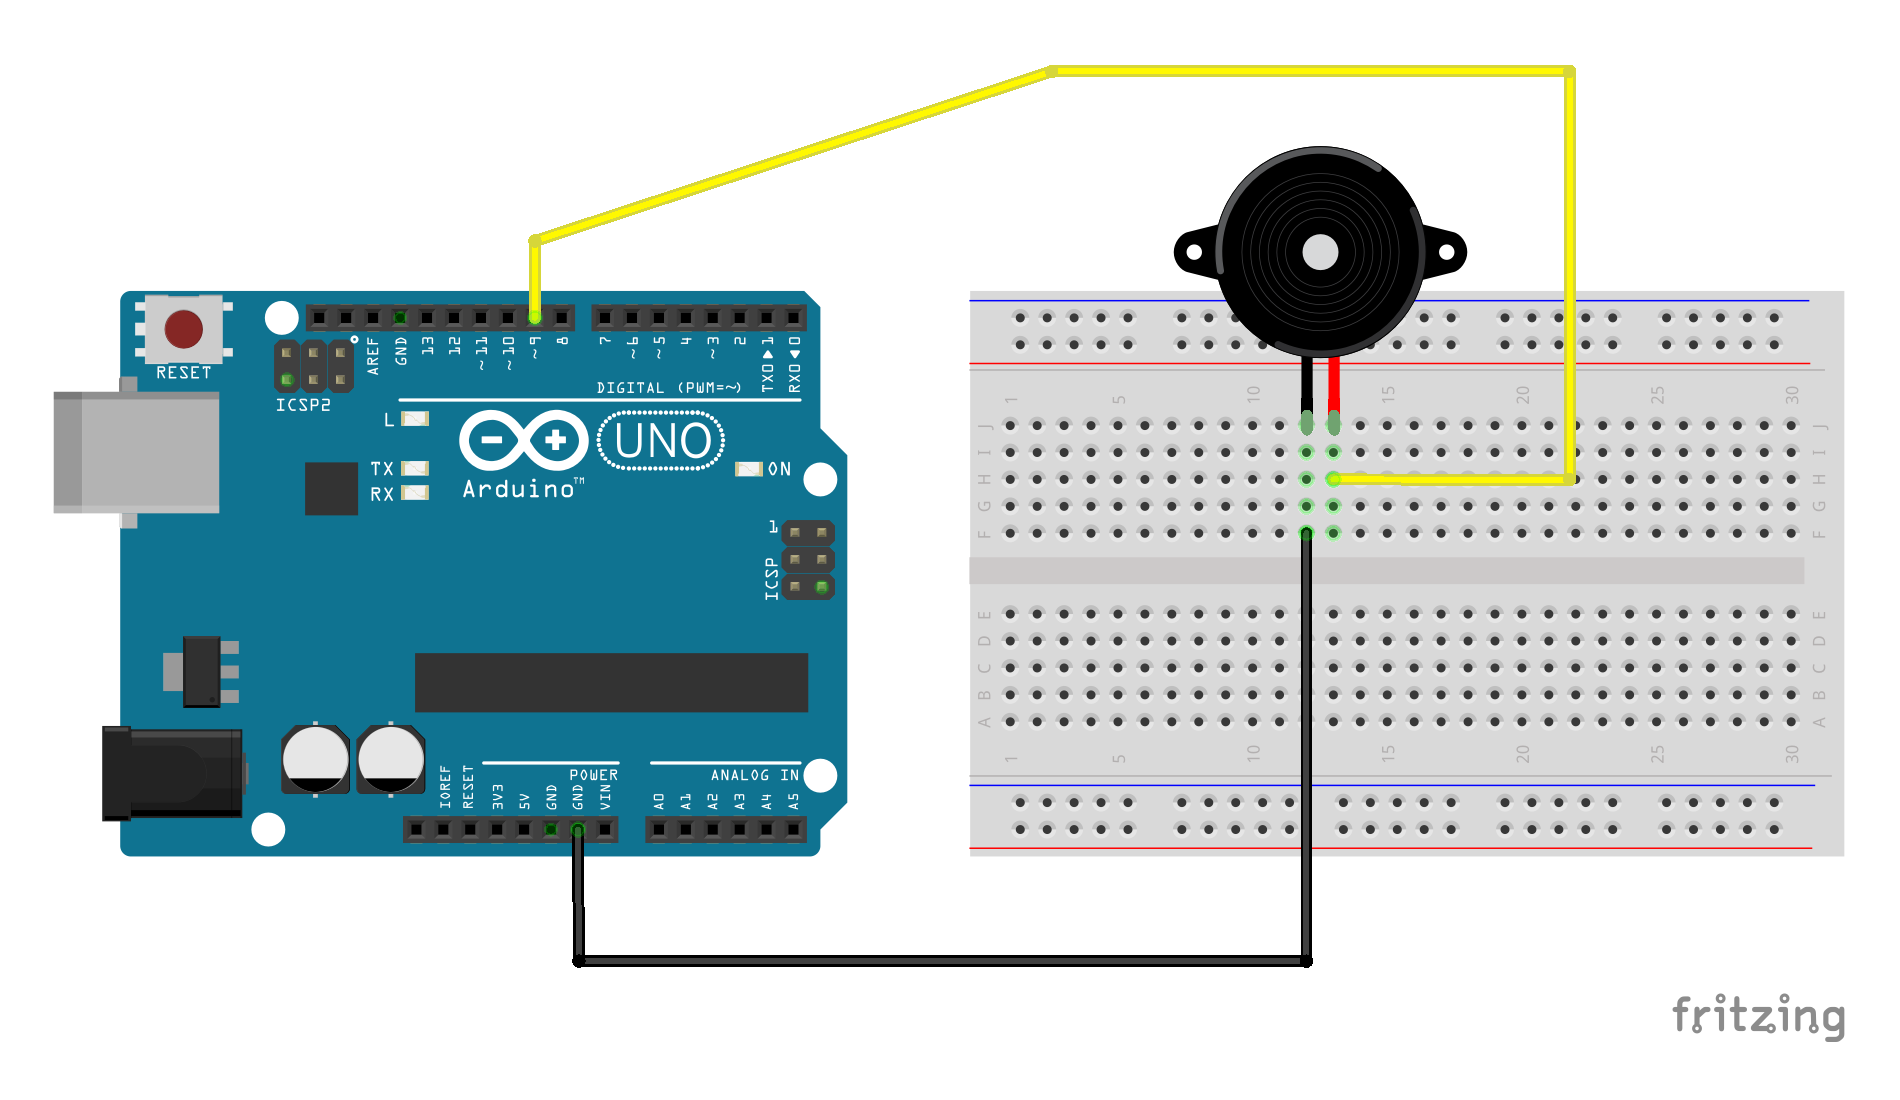 RESET
ICSP2
AREF
GND
13
12
~11
~10
~9
8
7
~6
~5
4
~3
2
TX0 ▶ 1
RX0 ◀ 0
DIGITAL (PWM=~)
L
TX
RX
UNO
ON
Arduino™
1
ICSP
POWER
ANALOG IN
IOREF
RESET
3V3
5V
GND
GND
VIN
A0
A1
A2
A3
A4
A5
1 5 10 15 20 25 30
J J
I I
H H
G G
F F
E E
D D
C C
B B
A A
1 5 10 15 20 25 30
fritzing